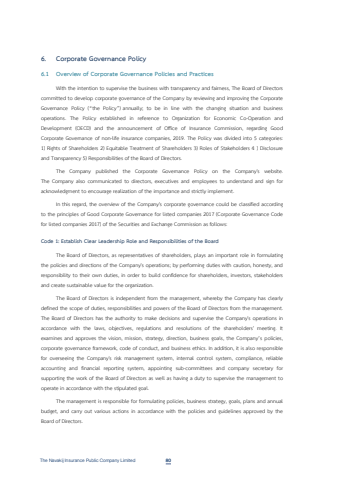 6. Corporate Governance Policy
6.1 Overview of Corporate Governance Policies and Practices
With the intention to supervise the business with transparency and fairness, The Board of Directors
committed to develop corporate governance of the Company by reviewing and improving the Corporate
Governance Policy ("the Policy") annually; to be in line with the changing situation and business
operations. The Policy established in reference to Organization for Economic Co-Operation and
Development (OECD) and the announcement of Office of Insurance Commission, regarding Good
Corporate Governance of non-life insurance companies, 2019. The Policy was divided into 5 categories:
1) Rights of Shareholders 2) Equitable Treatment of Shareholders 3) Roles of Stakeholders 4 ) Disclosure
and Transparency 5) Responsibilities of the Board of Directors.
The Company published the Corporate Governance Policy on the Company's website.
The Company also communicated to directors, executives and employees to understand and sign for
acknowledgment to encourage realization of the importance and strictly implement.
In this regard, the overview of the Company's corporate governance could be classified according
to the principles of Good Corporate Governance for listed companies 2017 (Corporate Governance Code
for listed companies 2017) of the Securities and Exchange Commission as follows:
Code 1: Establish Clear Leadership Role and Responsibilities of the Board
The Board of Directors, as representatives of shareholders, plays an important role in formulating
the policies and directions of the Company's operations; by performing duties with caution, honesty, and
responsibility to their own duties, in order to build confidence for shareholders, investors, stakeholders
and create sustainable value for the organization.
The Board of Directors is independent from the management, whereby the Company has clearly
defined the scope of duties, responsibilities and powers of the Board of Directors from the management.
The Board of Directors has the authority to make decisions and supervise the Company's operations in
accordance with the laws, objectives, regulations and resolutions of the shareholders' meeting. It
examines and approves the vision, mission, strategy, direction, business goals, the Company's policies,
corporate governance framework, code of conduct, and business ethics. In addition, it is also responsible
for overseeing the Company's risk management system, internal control system, compliance, reliable
accounting and financial reporting system, appointing sub-committees and company secretary for
supporting the work of the Board of Directors as well as having a duty to supervise the management to
operate in accordance with the stipulated goal.
The management is responsible for formulating policies, business strategy, goals, plans and annual
budget, and carry out various actions in accordance with the policies and guidelines approved by the
Board of Directors.
The Navakij Insurance Public Company Limited 60